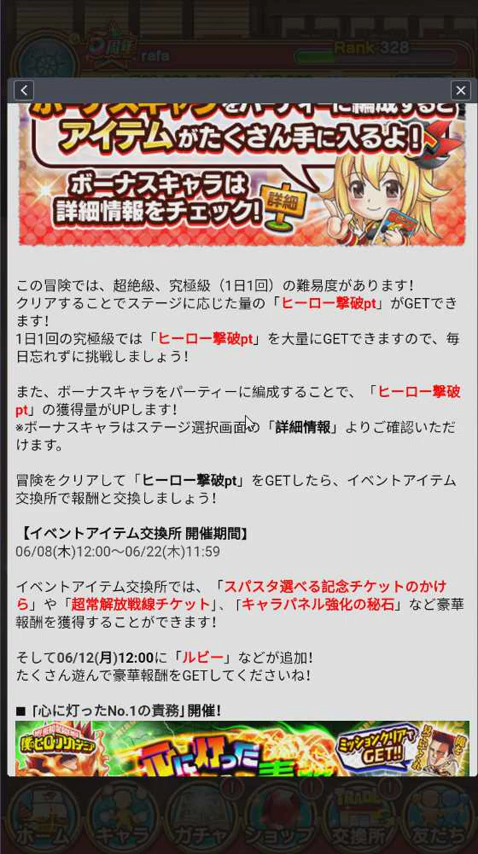 5周年
rafa
Rank 328
ボーナスキャラをパーティーに編成すると
アイテムがたくさん手に入るよ!
ボーナスキャラは
詳細情報をチェック!
詳細
この冒険では、超絶級、究極級（1日1回）の難易度があります!
クリアすることでステージに応じた量の「ヒーロー撃破pt」がGETでき
ます!
1日1回の究極級では「ヒーロー撃破pt」を大量にGETできますので、毎
日忘れずに挑戦しましょう!
また、ボーナスキャラをパーティーに編成することで、「ヒーロー撃破
pt」の獲得量がUPします!
※ボーナスキャラはステージ選択画面の「詳細情報」よりご確認いただ
けます。
冒険をクリアして「ヒーロー撃破pt」をGETしたら、イベントアイテム
交換所で報酬と交換しましょう!
【イベントアイテム交換所 開催期間】
06/08(木)12:00～06/22(木)11:59
イベントアイテム交換所では、「スパスタ選べる記念チケットのかけ
ら」や「超常解放戦線チケット」、「キャラパネル強化の秘石」など豪華
報酬を獲得することができます!
そして06/12(月)12:00に「ルビー」などが追加!
たくさん遊んで豪華報酬をGETしてくださいね!
■「心に灯ったNo.1の責務」開催!
僕のヒーローアカデミア
心に灯った
ミッションクリアで
GET!!
ホーム
キャラ
ガチャ
ショップ
TRADE
交換所
友だち